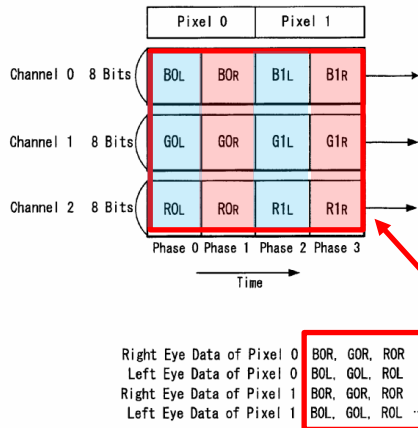 Pixel 0 Pixel 1
Channel 0 8 Bits B0L B0R B1L B1R
Channel 1 8 Bits G0L G0R G1L G1R
Channel 2 8 Bits R0L R0R R1L R1R
Phase 0 Phase 1 Phase 2 Phase 3
Time
Right Eye Data of Pixel 0 B0R, G0R, R0R
Left Eye Data of Pixel 0 B0L, G0L, R0L
Right Eye Data of Pixel 1 B0R, G0R, R0R
Left Eye Data of Pixel 1 B0L, G0L, R0L